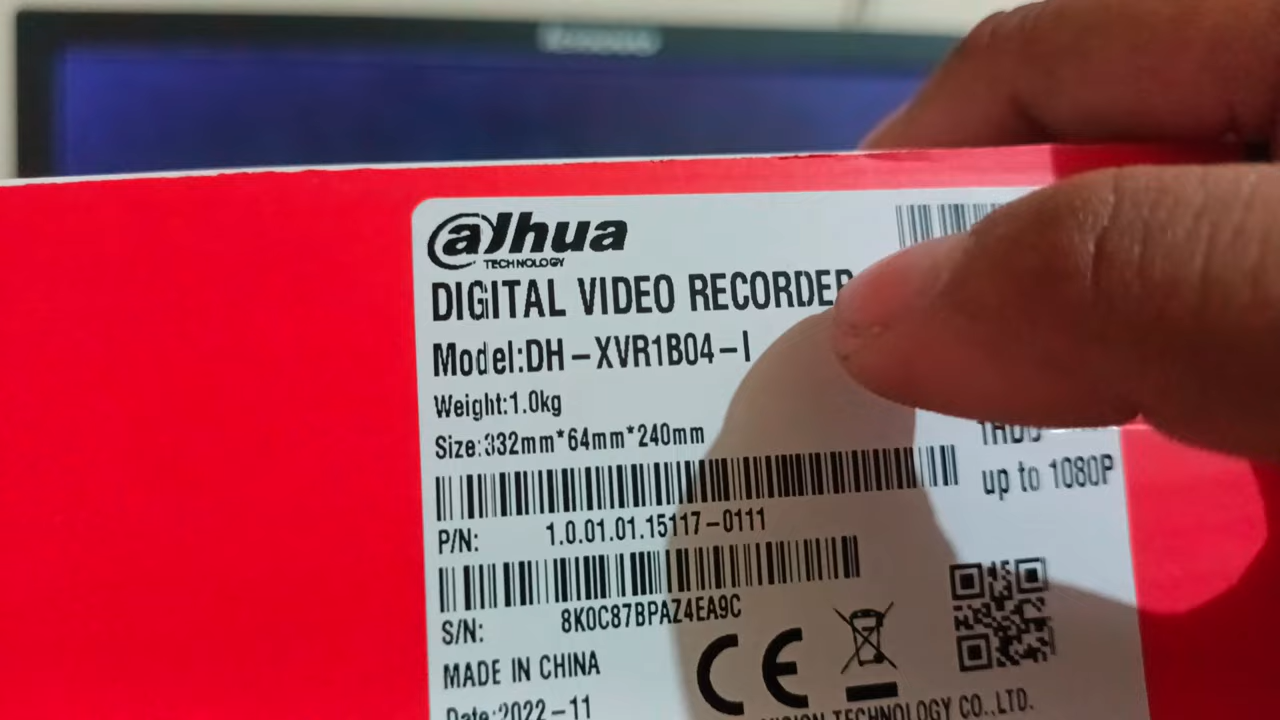 alhua
TECHNOLOGY
DIGITAL VIDEO RECORDER
Model:DH-XVR1B04-I
Weight:1.0kg
Size:332mm*64mm*240mm
up to 1080P
P/N: 1.0.01.01.15117-0111
S/N: 8K0C87BPAZ4EA9C
MADE IN CHINA
CE
Date:2022-11
TECHNOLOGY CO.,LTD.